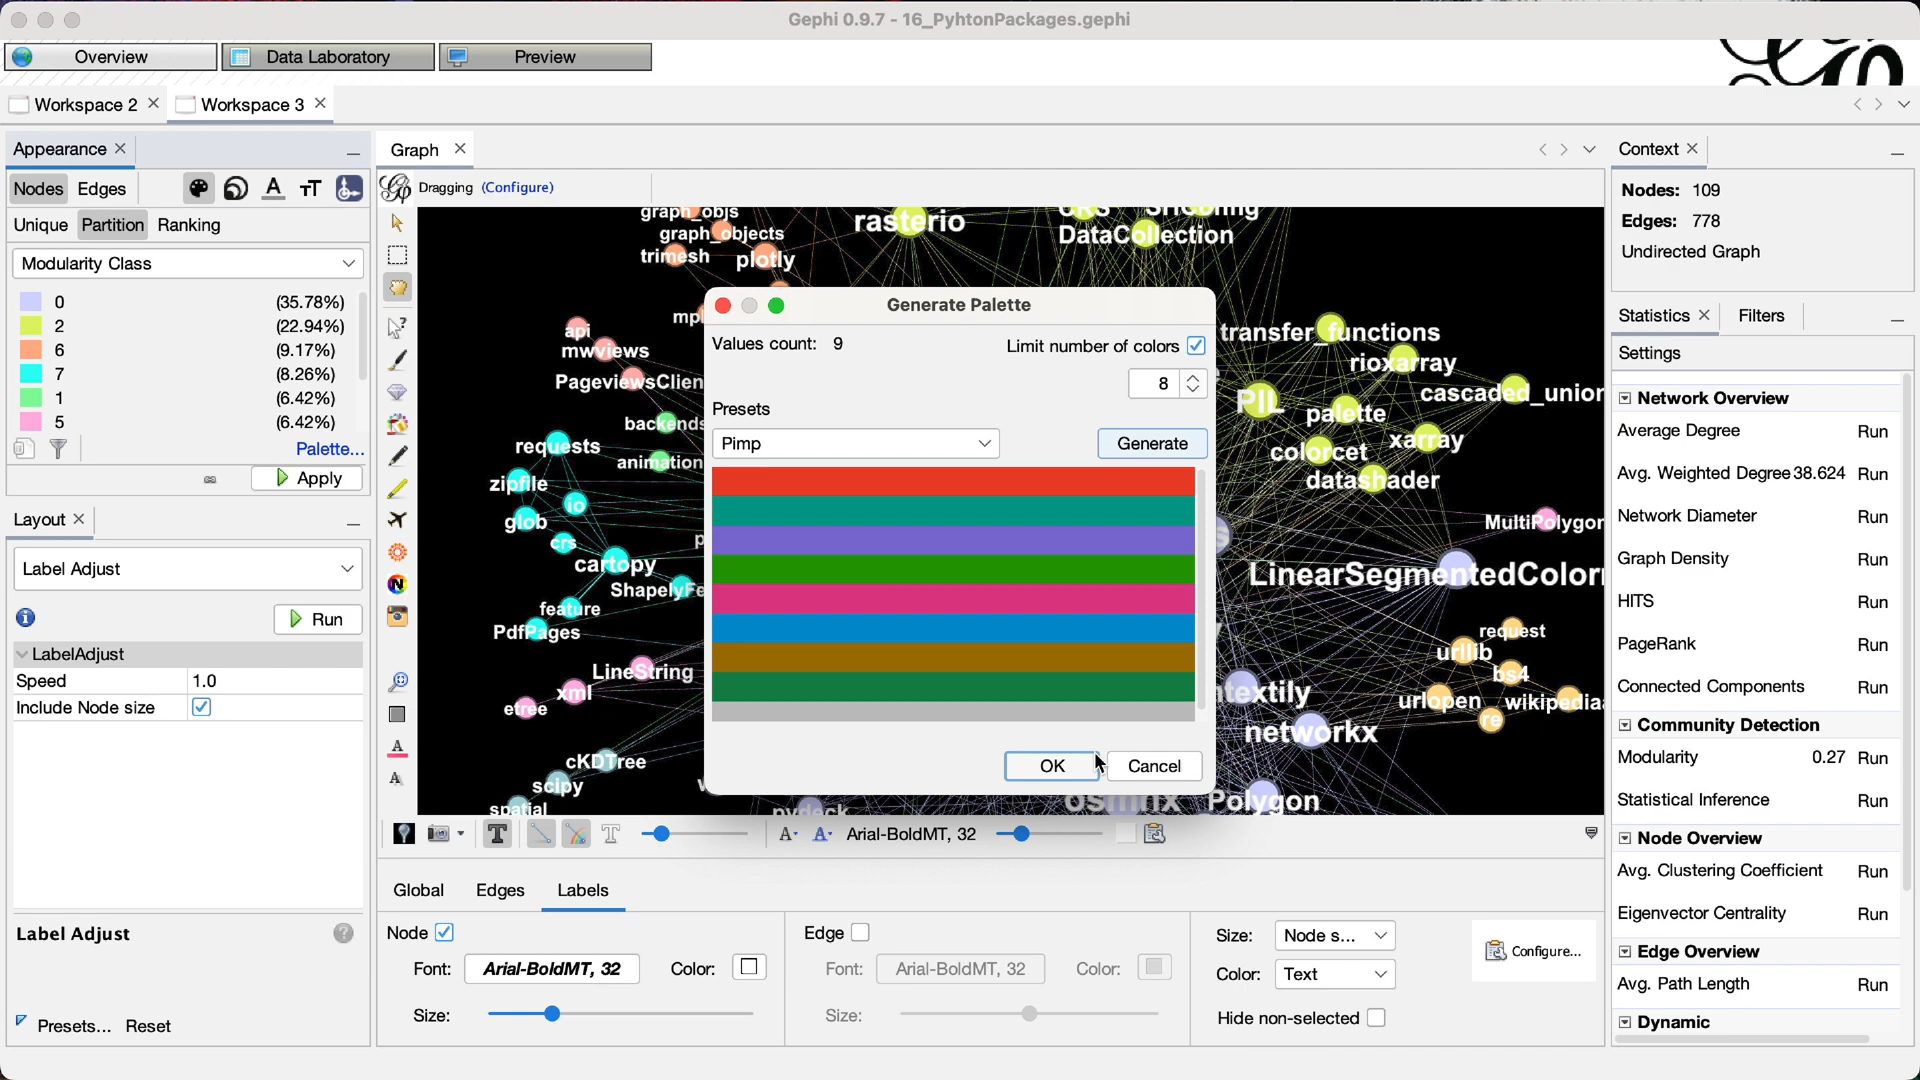 Gephi 0.9.7 - 16_PyhtonPackages.gephi
Overview
Data Laboratory
Preview
Workspace 2
Workspace 3
Appearance
Nodes Edges
Unique Partition Ranking
Modularity Class
0 (35.78%)
2 (22.94%)
6 (9.17%)
7 (8.26%)
1 (6.42%)
5 (6.42%)
Palette...
Apply
Layout
Label Adjust
Run
LabelAdjust
Speed 1.0
Include Node size
Label Adjust
Presets... Reset
Graph
Dragging (Configure)
graph_objs
graph_objects
trimesh
plotly
rasterio
DataCollection
api
mwviews
requests
zipfile
io
glob
crs
cartopy
feature
PdfPages
LineString
xml
etree
cKDTree
scipy
spatial
animation
transfer_functions
rioxarray
PIL
palette
xarray
colorcet
datashader
request
urllib
bs4
urlopen
re
networkx
osmnx
Polygon
pydeck
Generate Palette
Values count: 9
Limit number of colors
8
Presets
Pimp
Generate
OK
Cancel
Arial-BoldMT, 32
Global Edges Labels
Node
Font: Arial-BoldMT, 32 Color:
Size:
Edge
Font: Arial-BoldMT, 32 Color:
Size:
Size: Node s...
Color: Text
Hide non-selected
Configure...
Context
Nodes: 109
Edges: 778
Undirected Graph
Statistics
Filters
Settings
Network Overview
Average Degree Run
Avg. Weighted Degree 38.624 Run
Network Diameter Run
Graph Density Run
HITS Run
PageRank Run
Connected Components Run
Community Detection
Modularity 0.27 Run
Statistical Inference Run
Node Overview
Avg. Clustering Coefficient Run
Eigenvector Centrality Run
Edge Overview
Avg. Path Length Run
Dynamic